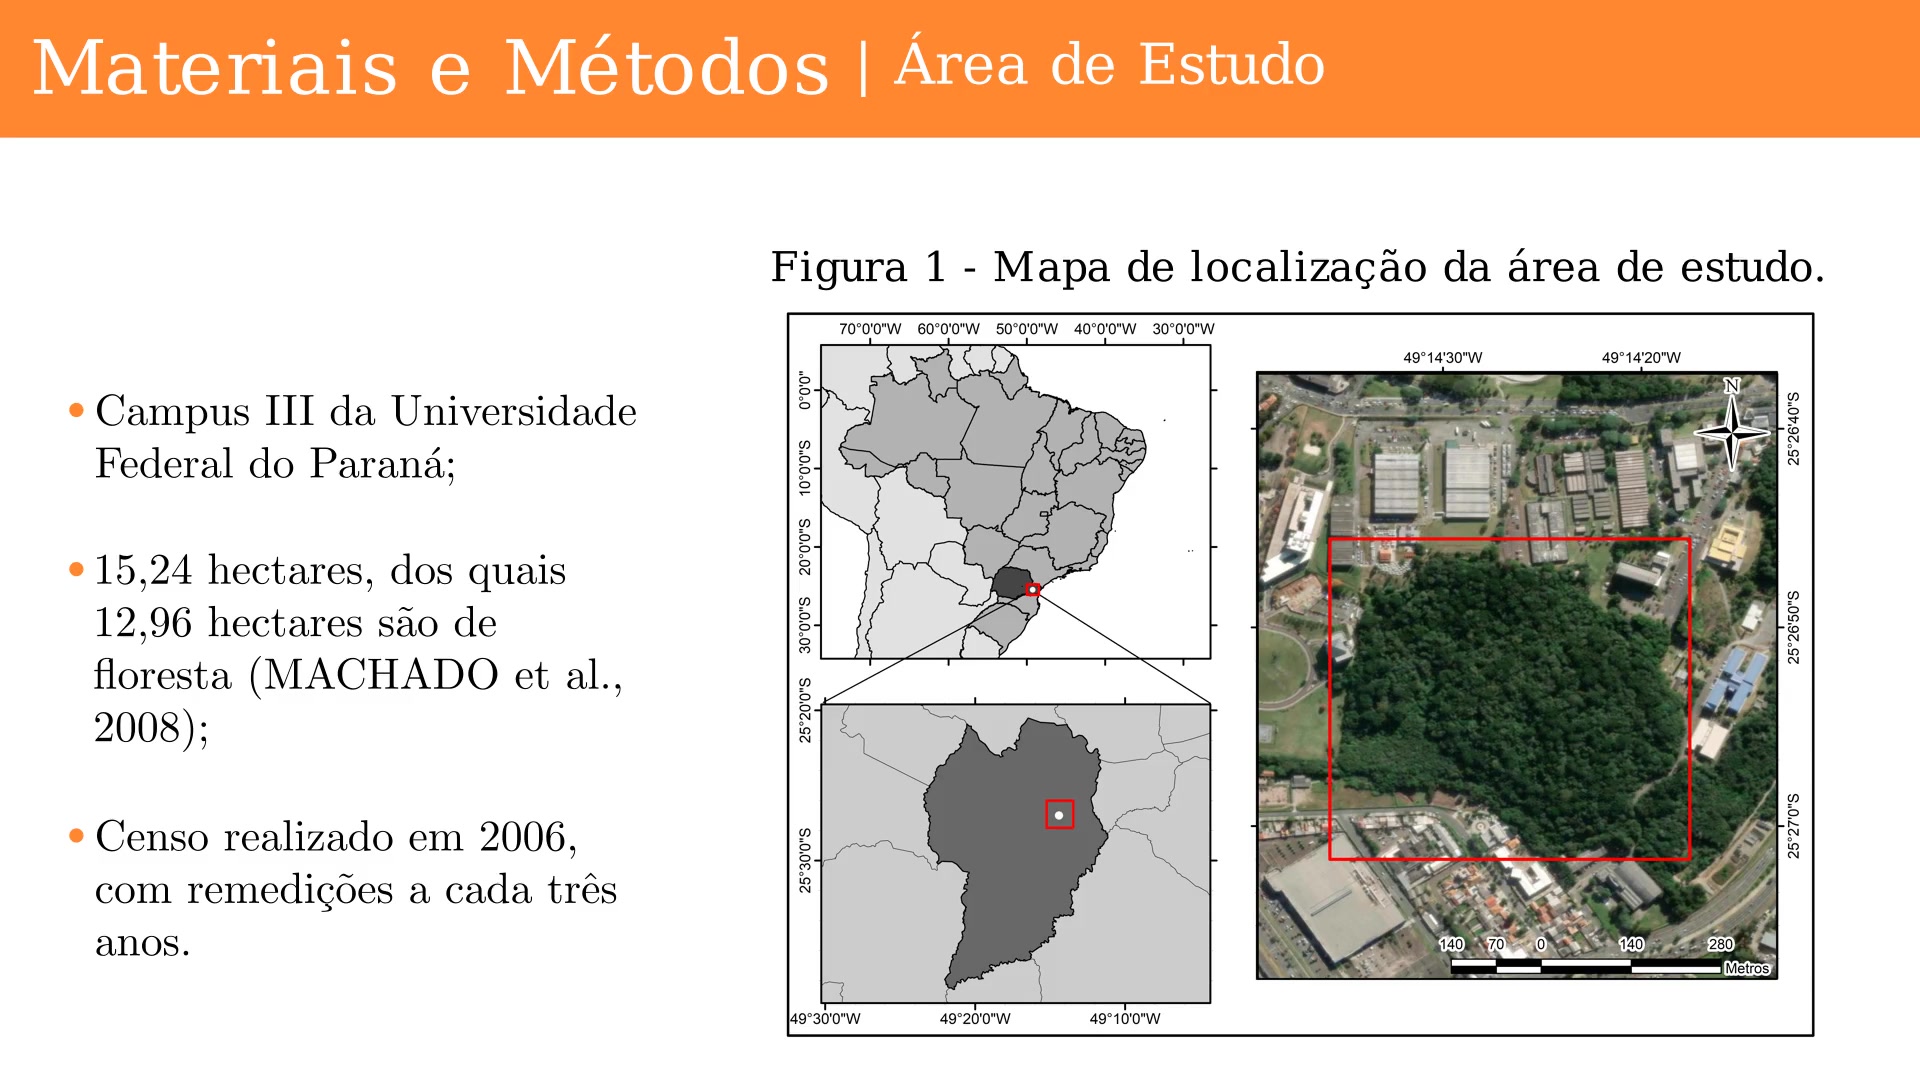 Materiais e Métodos | Área de Estudo
Campus III da Universidade
Federal do Paraná;
15,24 hectares, dos quais
12,96 hectares são de
floresta (MACHADO et al.,
2008);
Censo realizado em 2006,
com remedições a cada três
anos.
Figura 1 - Mapa de localização da área de estudo.
70°0'0"W 60°0'0"W 50°0'0"W 40°0'0"W 30°0'0"W
0°0'0"
10°0'0"S
20°0'0"S
30°0'0"S
25°20'0"S
25°30'0"S
49°30'0"W 49°20'0"W 49°10'0"W
49°14'30"W 49°14'20"W
N
25°26'40"S
25°26'50"S
25°27'0"S
140 70 0 140 280
Metros